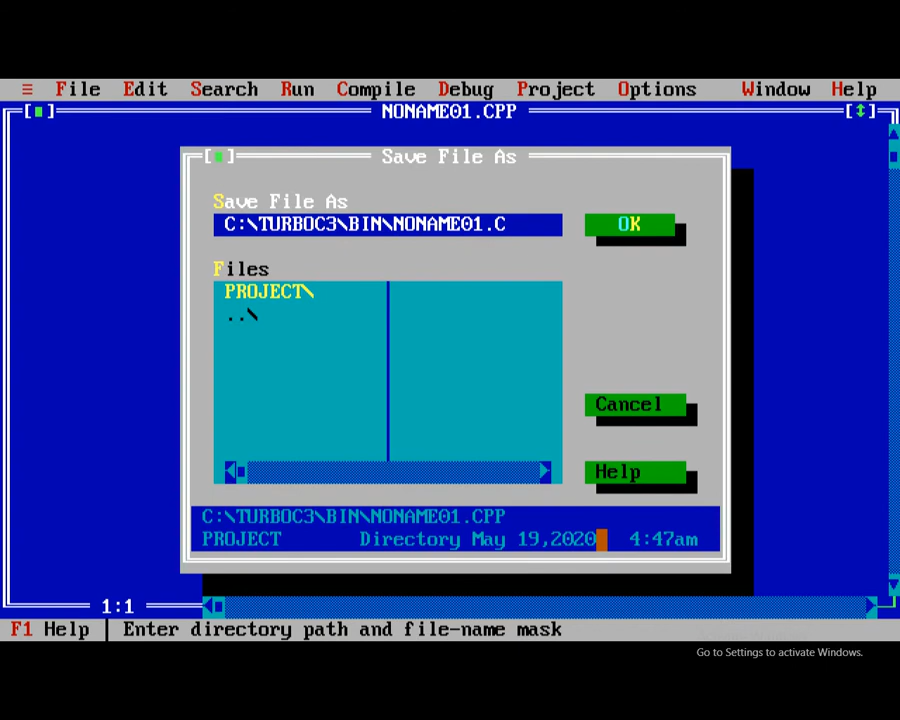 ≡ File Edit Search Run Compile Debug Project Options Window Help
[■] NONAME01.CPP [↕]
[■] Save File As
Save File As
C:\TURBOC3\BIN\NONAME01.C OK
Files
PROJECT\
..\
Cancel
Help
C:\TURBOC3\BIN\NONAME01.CPP
PROJECT Directory May 19,2020 4:47am
1:1
F1 Help | Enter directory path and file-name mask
Go to Settings to activate Windows.